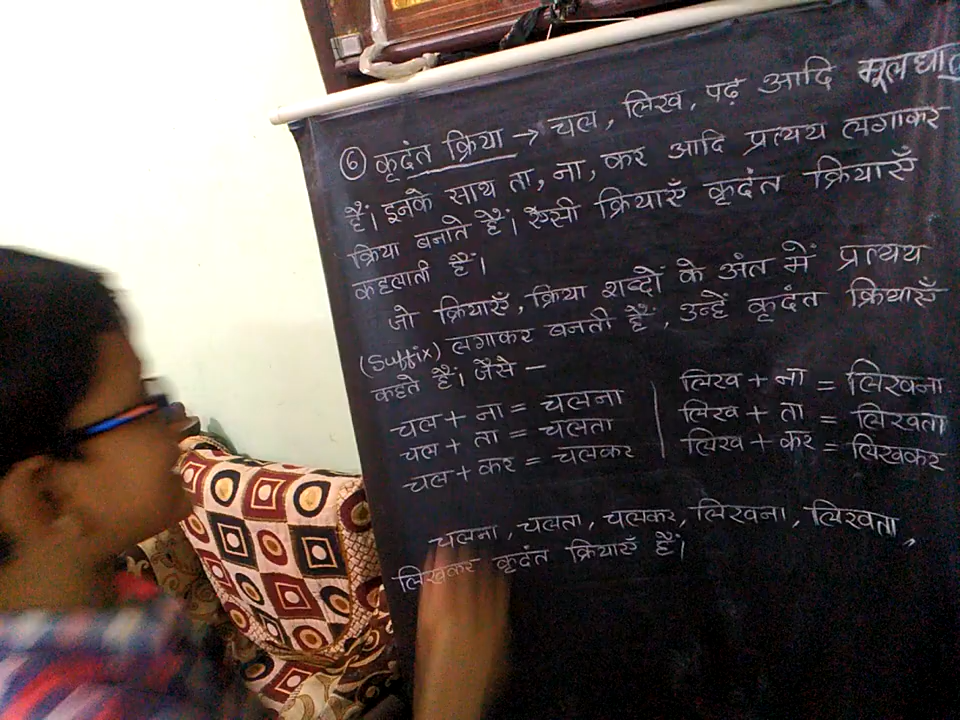 ⑥ कृदंत क्रिया → चल, लिख, पढ़ आदि मूलधातु
हैं। इनके साथ ता, ना, कर आदि प्रत्यय लगाकर
क्रिया बनाते हैं। ऐसी क्रियाएँ कृदंत क्रियाएँ
कहलाती हैं।
जो क्रियाएँ, क्रिया शब्दों के अंत में प्रत्यय
(Suffix) लगाकर बनती हैं, उन्हें कृदंत क्रियाएँ
कहते हैं। जैसे –
चल + ना = चलना
चल + ता = चलता
चल + कर = चलकर
लिख + ना = लिखना
लिख + ता = लिखता
लिख + कर = लिखकर
चलना, चलता, चलकर, लिखना, लिखता,
लिखकर कृदंत क्रियाएँ हैं।